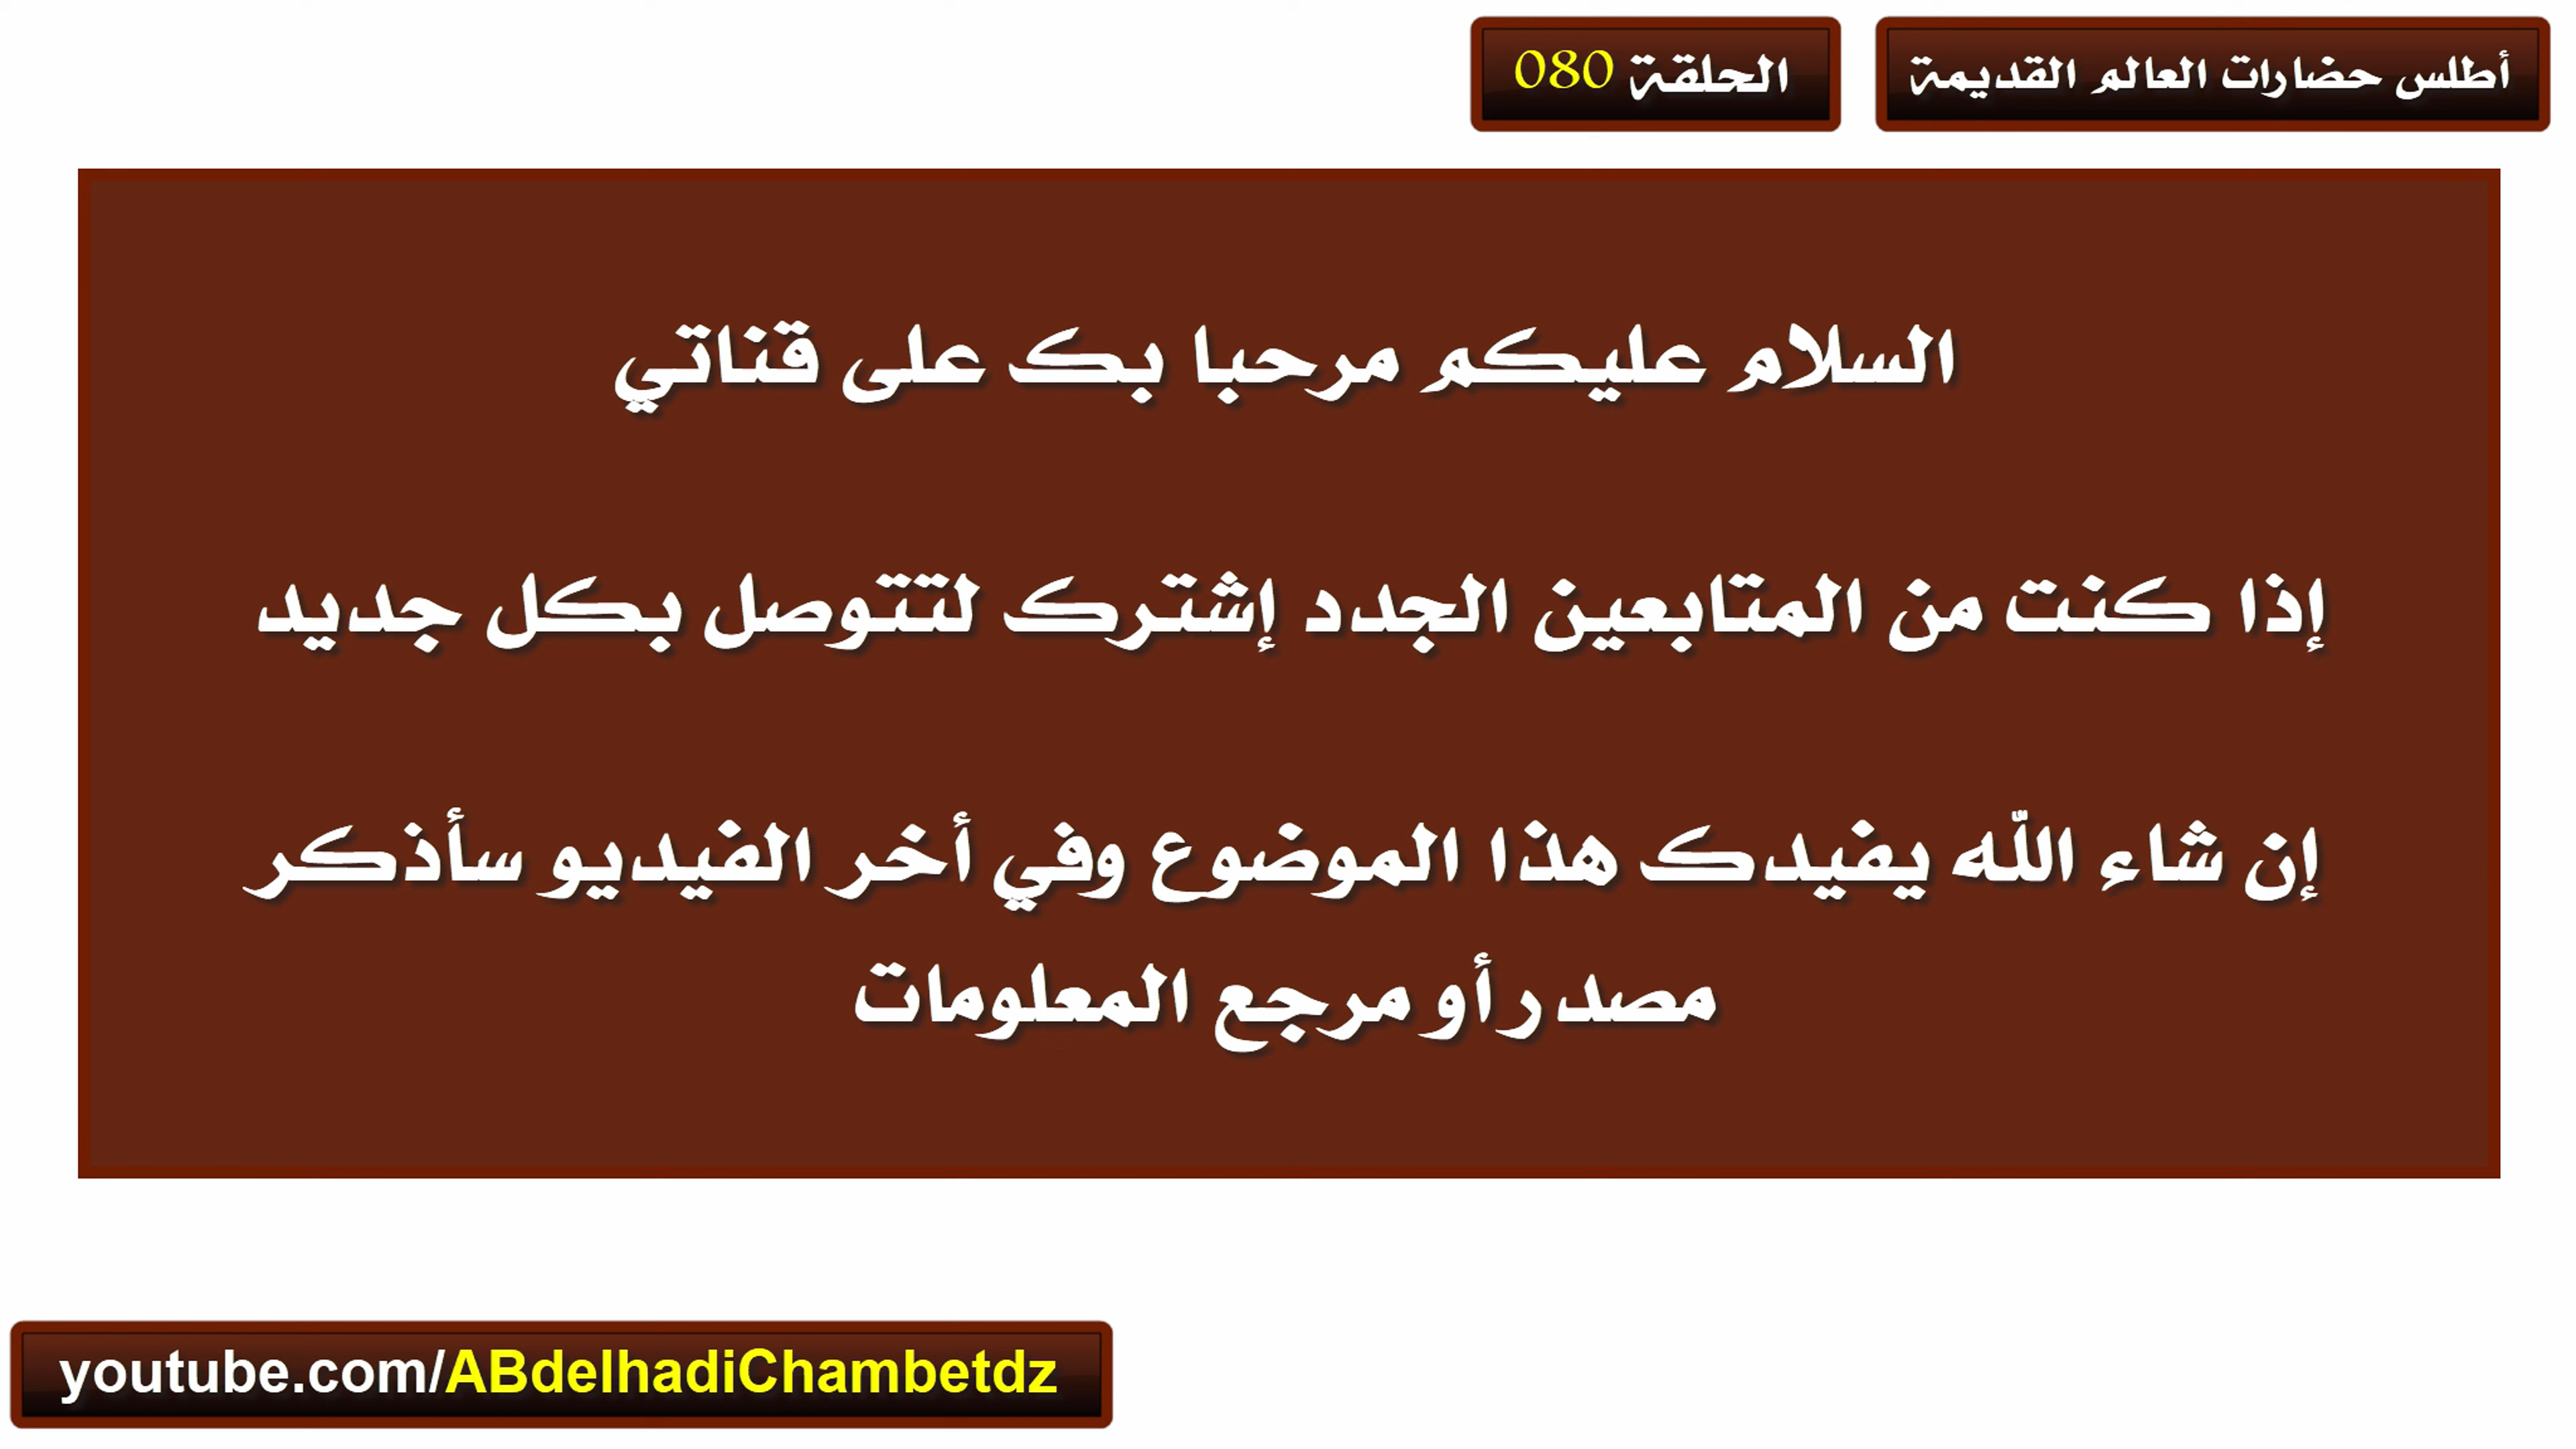 أطلس حضارات العالم القديمة
الحلقة 080
السلام عليكم مرحبا بك على قناتي
إذا كنت من المتابعين الجدد إشترك لتتوصل بكل جديد
إن شاء الله يفيدك هذا الموضوع وفي أخر الفيديو سأذكر
مصدر أو مرجع المعلومات
youtube.com/ABdelhadiChambetdz